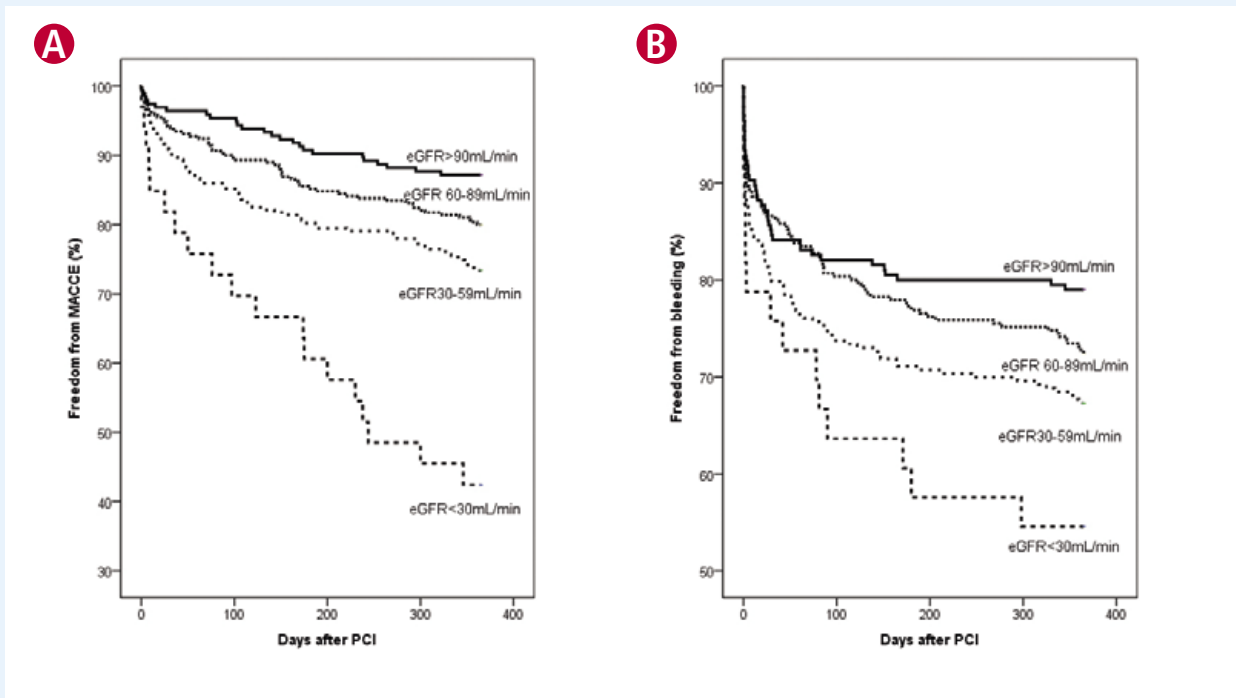 A
100
90
80
70
60
50
40
30
Freedom from MACCE (%)
eGFR>90mL/min
eGFR 60-89mL/min
eGFR30-59mL/min
eGFR<30mL/min
0 100 200 300 400
Days after PCI
B
100
90
80
70
60
50
Freedom from bleeding (%)
eGFR>90mL/min
eGFR 60-89mL/min
eGFR30-59mL/min
eGFR<30mL/min
0 100 200 300 400
Days after PCI